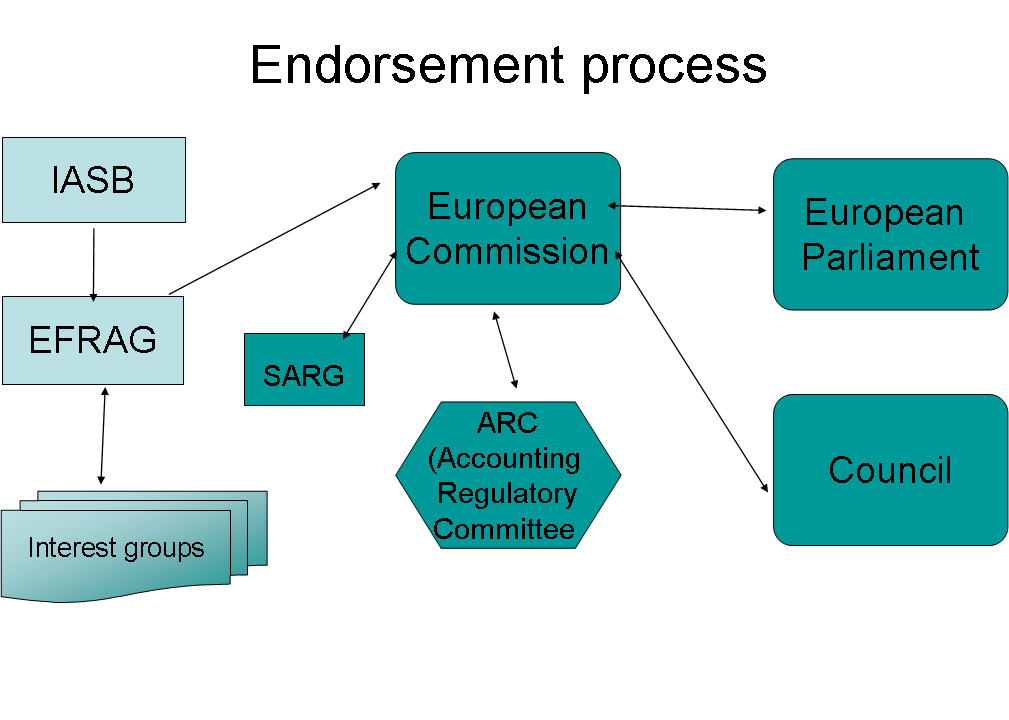 Endorsement process
IASB
European
Commission
European
Parliament
EFRAG
SARG
ARC
(Accounting
Regulatory
Committee
Council
Interest groups